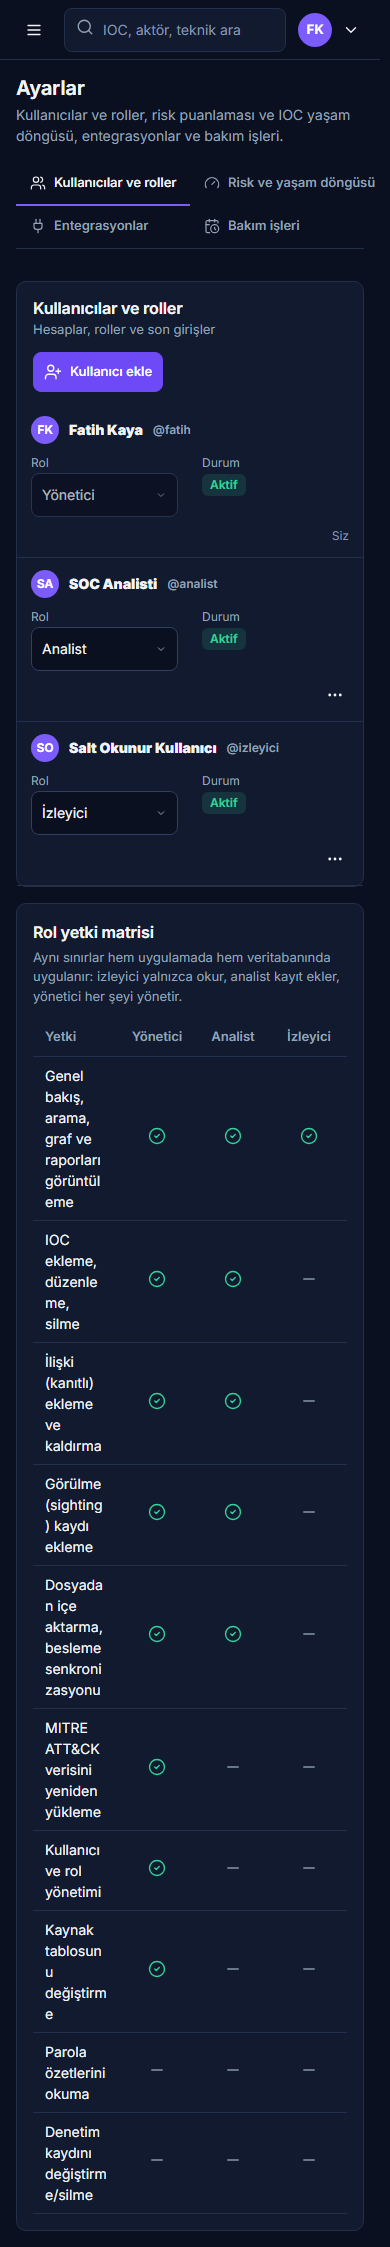 IOC, aktör, teknik ara
FK
Ayarlar
Kullanıcılar ve roller, risk puanlaması ve IOC yaşam
döngüsü, entegrasyonlar ve bakım işleri.
Kullanıcılar ve roller
Risk ve yaşam döngüsü
Entegrasyonlar
Bakım işleri
Kullanıcılar ve roller
Hesaplar, roller ve son girişler
Kullanıcı ekle
FK Fatih Kaya @fatih
Rol Durum
Yönetici Aktif
Siz
SA SOC Analisti @analist
Rol Durum
Analist Aktif
SO Salt Okunur Kullanıcı @izleyici
Rol Durum
İzleyici Aktif
Rol yetki matrisi
Aynı sınırlar hem uygulamada hem veritabanında
uygulanır: izleyici yalnızca okur, analist kayıt ekler,
yönetici her şeyi yönetir.
Yetki Yönetici Analist İzleyici
Genel
bakış,
arama,
graf ve
raporları
görüntül
eme
IOC
ekleme,
düzenle
me,
silme
İlişki
(kanıtlı)
ekleme
ve
kaldırma
Görülme
(sighting
) kaydı
ekleme
Dosyada
n içe
aktarma,
besleme
senkroni
zasyonu
MITRE
ATT&CK
verisini
yeniden
yükleme
Kullanıcı
ve rol
yönetimi
Kaynak
tablosun
u
değiştirm
e
Parola
özetlerini
okuma
Denetim
kaydını
değiştirm
e/silme